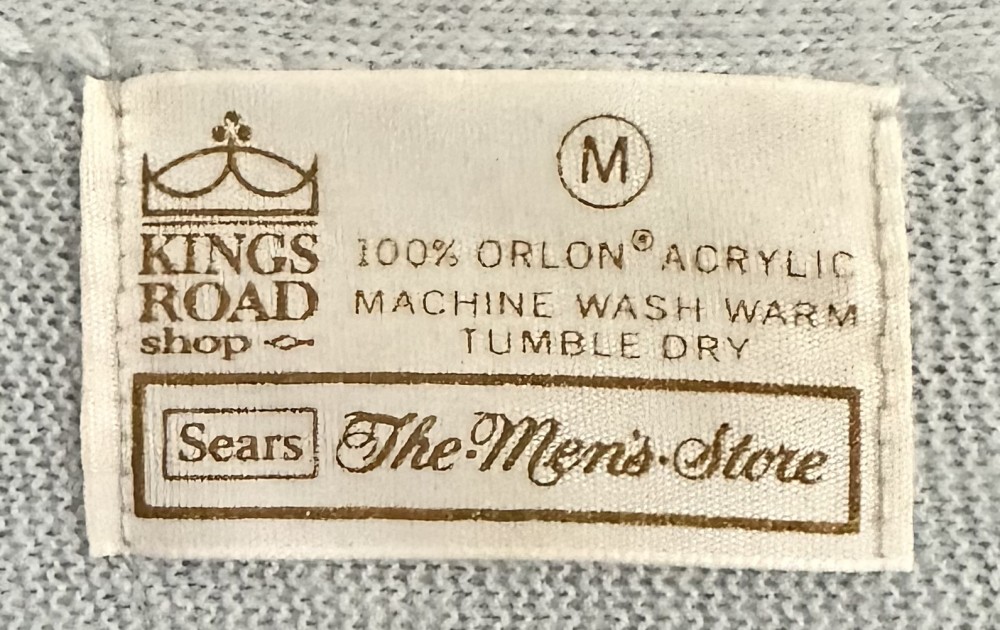 M
KINGS
ROAD
shop
100% ORLON® ACRYLIC
MACHINE WASH WARM
TUMBLE DRY
Sears The·Men's·Store